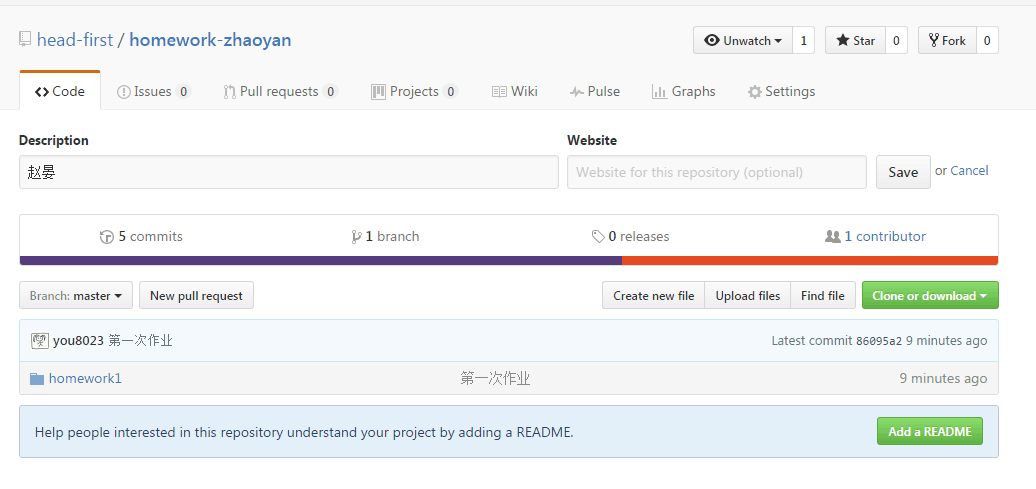 head-first / homework-zhaoyan Unwatch 1 Star 0 Fork 0
Code Issues 0 Pull requests 0 Projects 0 Wiki Pulse Graphs Settings
Description Website
赵晏 Website for this repository (optional) Save or Cancel
5 commits 1 branch 0 releases 1 contributor
Branch: master New pull request Create new file Upload files Find file Clone or download
you8023 第一次作业 Latest commit 86095a2 9 minutes ago
homework1 第一次作业 9 minutes ago
Help people interested in this repository understand your project by adding a README. Add a README